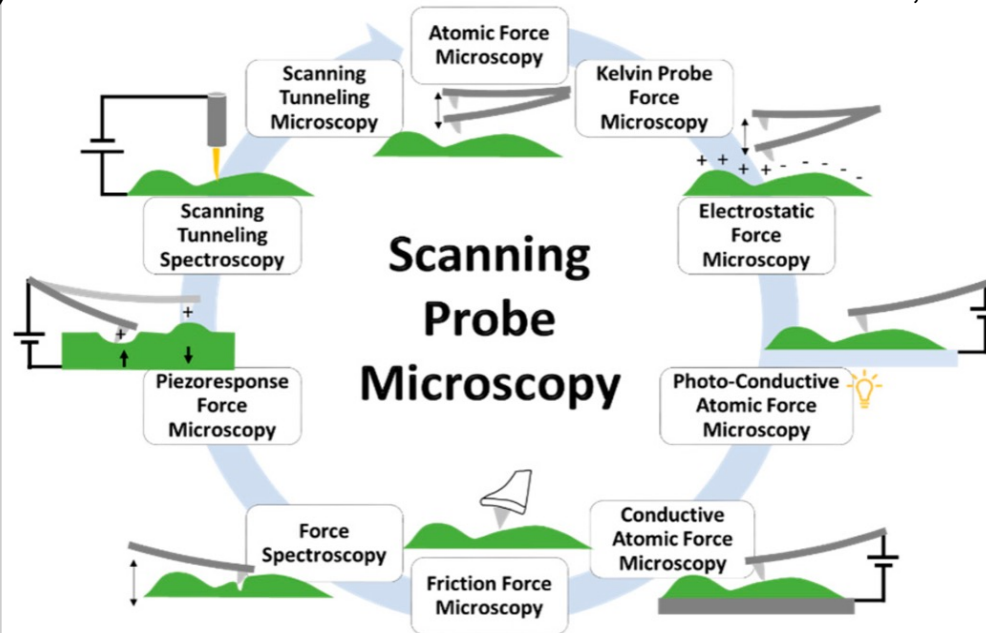 Atomic Force
Microscopy
Kelvin Probe
Force
Microscopy
+ + + + - - - - -
Electrostatic
Force
Microscopy
Photo-Conductive
Atomic Force
Microscopy
Conductive
Atomic Force
Microscopy
Friction Force
Microscopy
Force
Spectroscopy
Piezoresponse
Force
Microscopy
+
+
Scanning
Tunneling
Spectroscopy
Scanning
Tunneling
Microscopy
Scanning
Probe
Microscopy